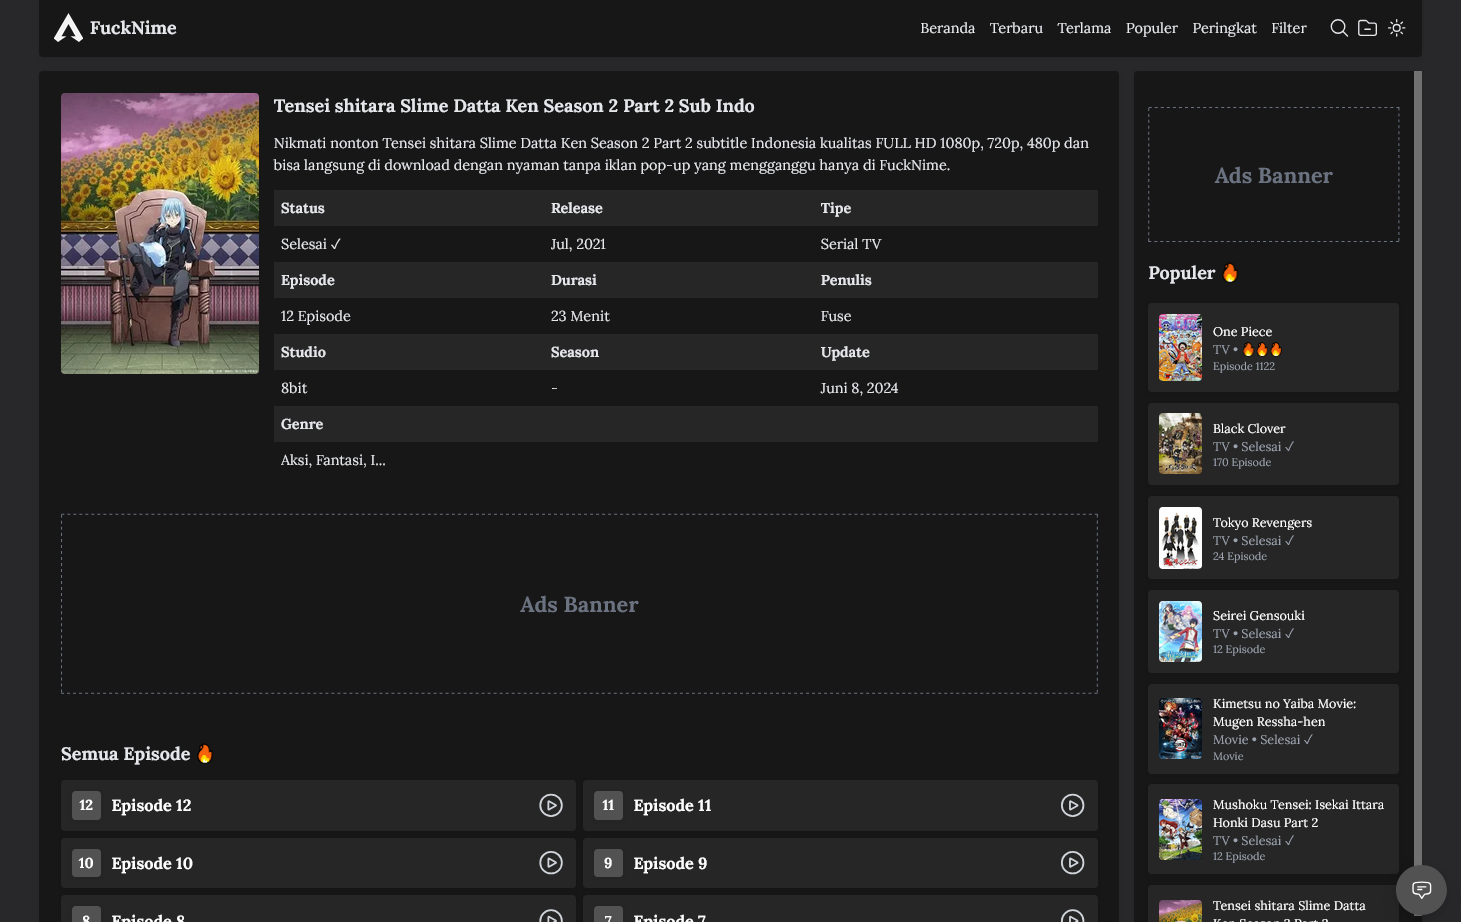 FuckNime
Beranda Terbaru Terlama Populer Peringkat Filter
Tensei shitara Slime Datta Ken Season 2 Part 2 Sub Indo
Nikmati nonton Tensei shitara Slime Datta Ken Season 2 Part 2 subtitle Indonesia kualitas FULL HD 1080p, 720p, 480p dan
bisa langsung di download dengan nyaman tanpa iklan pop-up yang mengganggu hanya di FuckNime.
Status Release Tipe
Selesai ✓ Jul, 2021 Serial TV
Episode Durasi Penulis
12 Episode 23 Menit Fuse
Studio Season Update
8bit - Juni 8, 2024
Genre
Aksi, Fantasi, I...
Ads Banner
Semua Episode 🔥
12 Episode 12
11 Episode 11
10 Episode 10
9 Episode 9
8 Episode 8
7 Episode 7
Ads Banner
Populer 🔥
One Piece
TV • 🔥🔥🔥
Episode 1122
Black Clover
TV • Selesai ✓
170 Episode
Tokyo Revengers
TV • Selesai ✓
24 Episode
Seirei Gensouki
TV • Selesai ✓
12 Episode
Kimetsu no Yaiba Movie:
Mugen Ressha-hen
Movie • Selesai ✓
Movie
Mushoku Tensei: Isekai Ittara
Honki Dasu Part 2
TV • Selesai ✓
12 Episode
Tensei shitara Slime Datta
Ken Season 2 Part 2